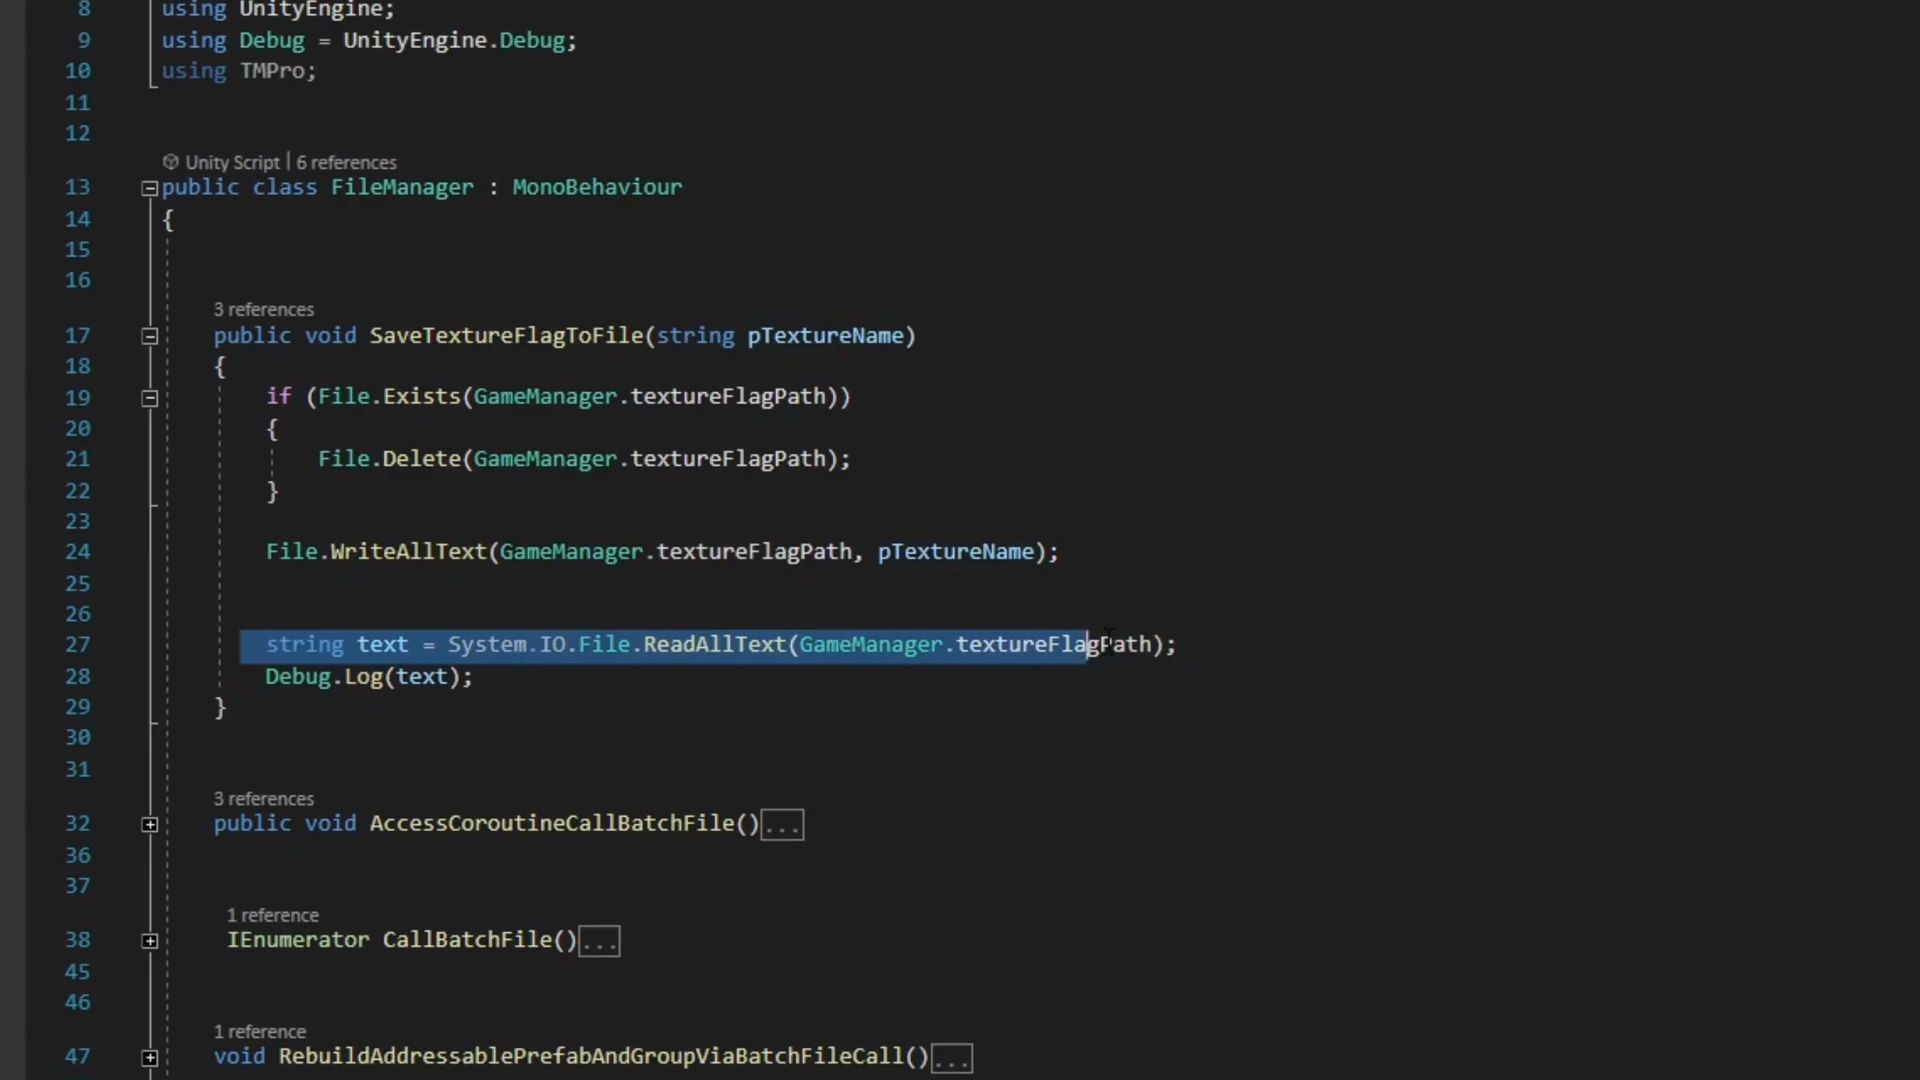 8 using UnityEngine;
9 using Debug = UnityEngine.Debug;
10 using TMPro;
11
12
Unity Script | 6 references
13 public class FileManager : MonoBehaviour
14 {
15
16
3 references
17 public void SaveTextureFlagToFile(string pTextureName)
18 {
19 if (File.Exists(GameManager.textureFlagPath))
20 {
21 File.Delete(GameManager.textureFlagPath);
22 }
23
24 File.WriteAllText(GameManager.textureFlagPath, pTextureName);
25
26
27 string text = System.IO.File.ReadAllText(GameManager.textureFlagPath);
28 Debug.Log(text);
29 }
30
31
3 references
32 public void AccessCoroutineCallBatchFile()...
36
37
1 reference
38 IEnumerator CallBatchFile()...
45
46
1 reference
47 void RebuildAddressablePrefabAndGroupViaBatchFileCall()...